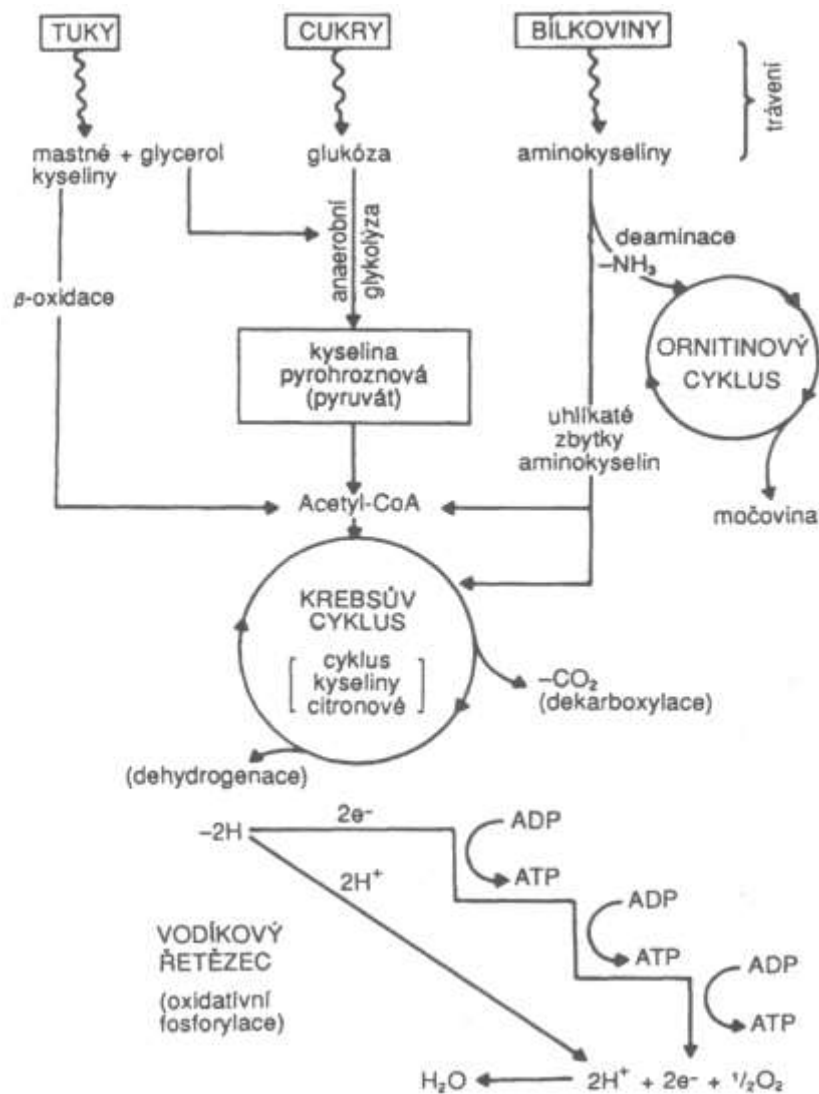 TUKY
CUKRY
BÍLKOVINY
trávení
mastné + glycerol
kyseliny
glukóza
aminokyseliny
anaerobní
glykolýza
deaminace
–NH₃
β-oxidace
ORNITINOVÝ
CYKLUS
kyselina
pyrohroznová
(pyruvát)
uhlíkaté
zbytky
aminokyselin
močovina
Acetyl-CoA
KREBSŮV
CYKLUS
cyklus
kyseliny
citronové
–CO₂
(dekarboxylace)
(dehydrogenace)
–2H
2e⁻
ADP
ATP
2H⁺
ADP
ATP
VODÍKOVÝ
ŘETĚZEC
(oxidativní
fosforylace)
ADP
ATP
H₂O
2H⁺ + 2e⁻ + ¹/₂O₂